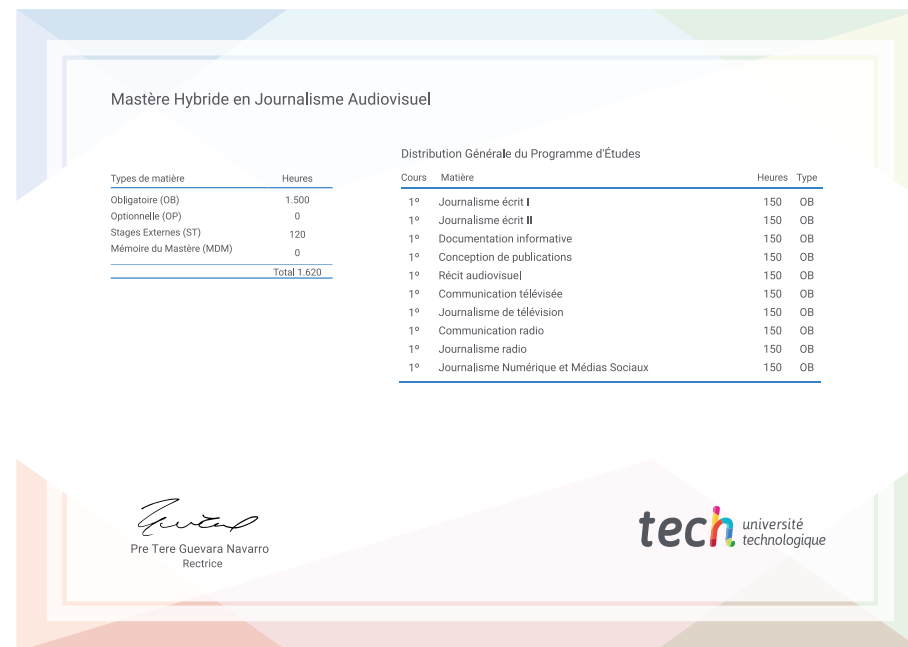 Mastère Hybride en Journalisme Audiovisuel
Types de matière Heures
Obligatoire (OB) 1.500
Optionnelle (OP) 0
Stages Externes (ST) 120
Mémoire du Mastère (MDM) 0
Total 1.620
Distribution Générale du Programme d'Études
Cours Matière Heures Type
1º Journalisme écrit I 150 OB
1º Journalisme écrit II 150 OB
1º Documentation informative 150 OB
1º Conception de publications 150 OB
1º Récit audiovisuel 150 OB
1º Communication télévisée 150 OB
1º Journalisme de télévision 150 OB
1º Communication radio 150 OB
1º Journalisme radio 150 OB
1º Journalisme Numérique et Médias Sociaux 150 OB
Pre Tere Guevara Navarro
Rectrice
tech université
technologique